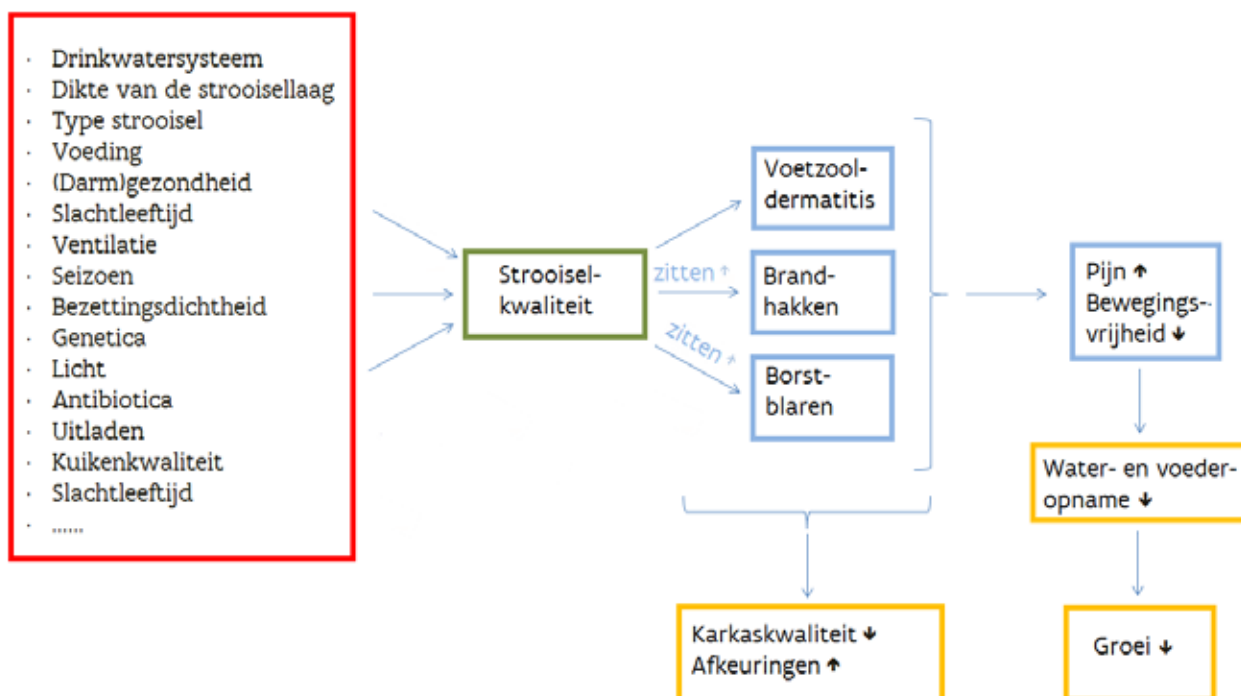 · Drinkwatersysteem
· Dikte van de strooisellaag
· Type strooisel
· Voeding
· (Darm)gezondheid
· Slachtleeftijd
· Ventilatie
· Seizoen
· Bezettingsdichtheid
· Genetica
· Licht
· Antibiotica
· Uitladen
· Kuikenkwaliteit
· Slachtleeftijd
· ......
Strooisel-
kwaliteit
zitten ↑
zitten ↑
Voetzool-
dermatitis
Brand-
hakken
Borst-
blaren
Pijn ↑
Bewegings-
vrijheid ↓
Water- en voeder-
opname ↓
Karkaskwaliteit ↓
Afkeuringen ↑
Groei ↓